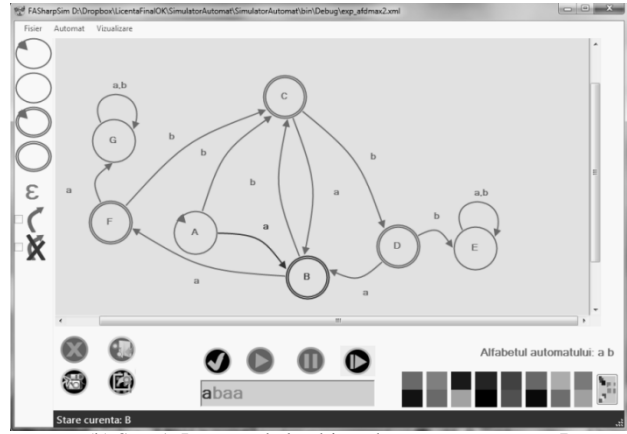 FASharpSim D:\Dropbox\LicentaFinalOK\SimulatorAutomat\SimulatorAutomat\bin\Debug\exp_afdmax2.xml
Fisier Automat Vizualizare
C
a,b
G
b
b
b
b
a
a
a,b
ε
a
F
A
a
D
b
E
B
a
a
Alfabetul automatului: a b
abaa
Stare curenta: B